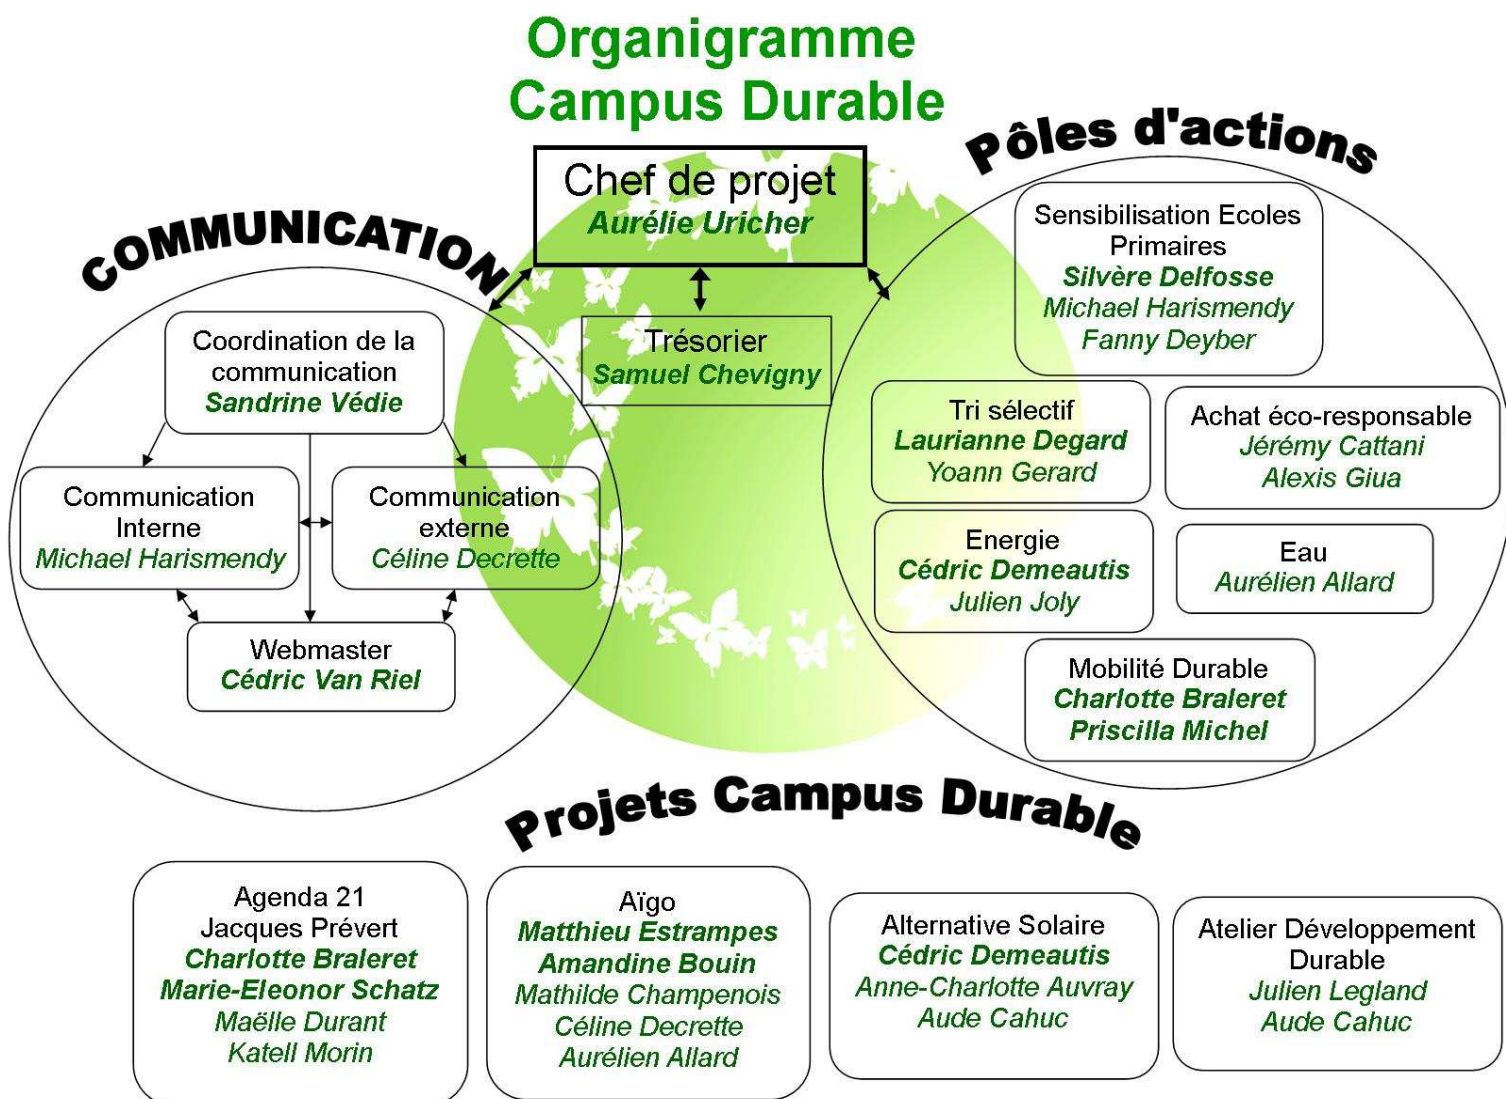 Organigramme
Campus Durable
Chef de projet
Aurélie Uricher
Trésorier
Samuel Chevigny
COMMUNICATION
Coordination de la
communication
Sandrine Védie
Communication
Interne
Michael Harismendy
Communication
externe
Céline Decrette
Webmaster
Cédric Van Riel
Pôles d'actions
Sensibilisation Ecoles
Primaires
Silvère Delfosse
Michael Harismendy
Fanny Deyber
Tri sélectif
Laurianne Degard
Yoann Gerard
Achat éco-responsable
Jérémy Cattani
Alexis Giua
Energie
Cédric Demeautis
Julien Joly
Eau
Aurélien Allard
Mobilité Durable
Charlotte Braleret
Priscilla Michel
Projets Campus Durable
Agenda 21
Jacques Prévert
Charlotte Braleret
Marie-Eleonor Schatz
Maëlle Durant
Katell Morin
Aïgo
Matthieu Estrampes
Amandine Bouin
Mathilde Champenois
Céline Decrette
Aurélien Allard
Alternative Solaire
Cédric Demeautis
Anne-Charlotte Auvray
Aude Cahuc
Atelier Développement
Durable
Julien Legland
Aude Cahuc